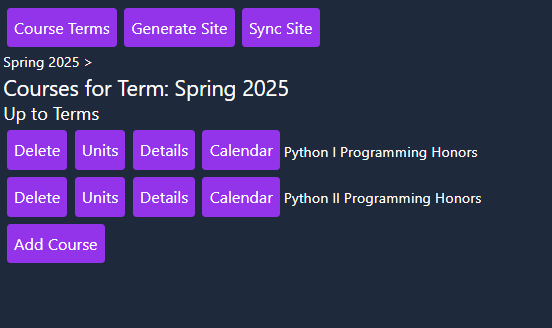 Course Terms Generate Site Sync Site
Spring 2025 >
Courses for Term: Spring 2025
Up to Terms
Delete Units Details Calendar Python I Programming Honors
Delete Units Details Calendar Python II Programming Honors
Add Course